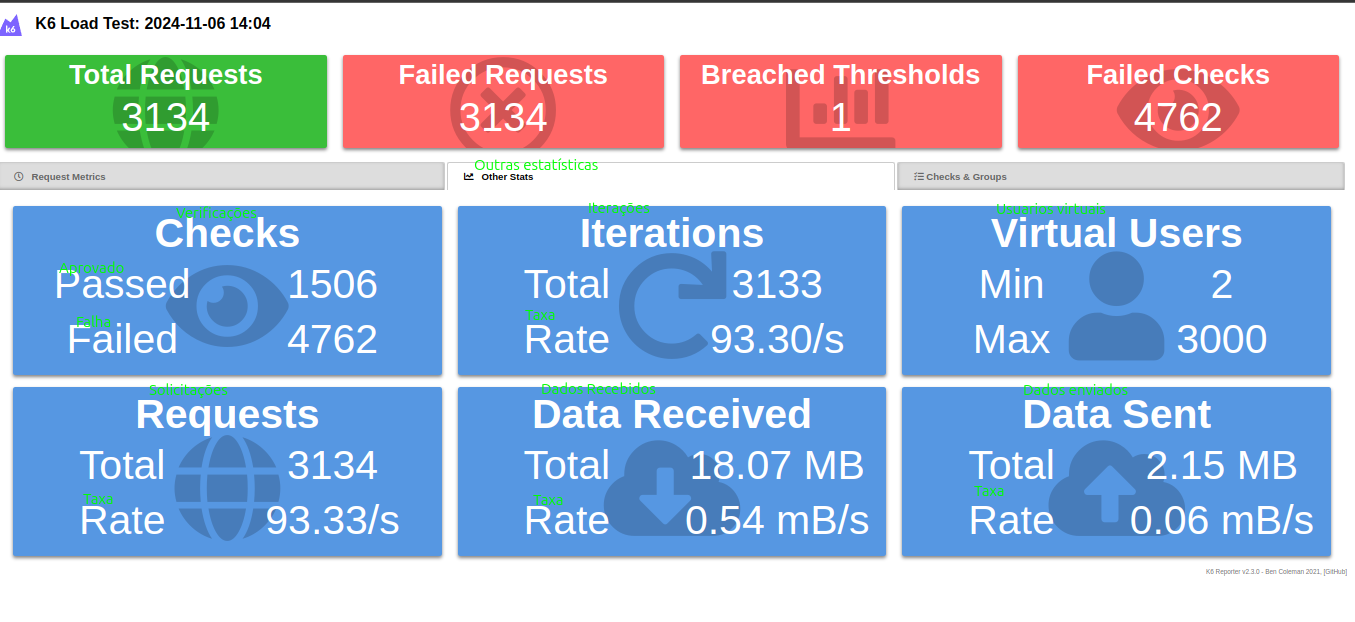 K6 Load Test: 2024-11-06 14:04
k6
Total Requests
3134
Failed Requests
3134
Breached Thresholds
1
Failed Checks
4762
Request Metrics
Outras estatísticas
Other Stats
Checks & Groups
Verificações
Checks
Aprovado
Passed 1506
Falha
Failed 4762
Iterações
Iterations
Total 3133
Taxa
Rate 93.30/s
Usuarios virtuais
Virtual Users
Min 2
Max 3000
Solicitações
Requests
Total 3134
Taxa
Rate 93.33/s
Dados Recebidos
Data Received
Total 18.07 MB
Taxa
Rate 0.54 mB/s
Dados enviados
Data Sent
Total 2.15 MB
Taxa
Rate 0.06 mB/s
K6 Reporter v2.3.0 - Ben Coleman 2021, [GitHub]